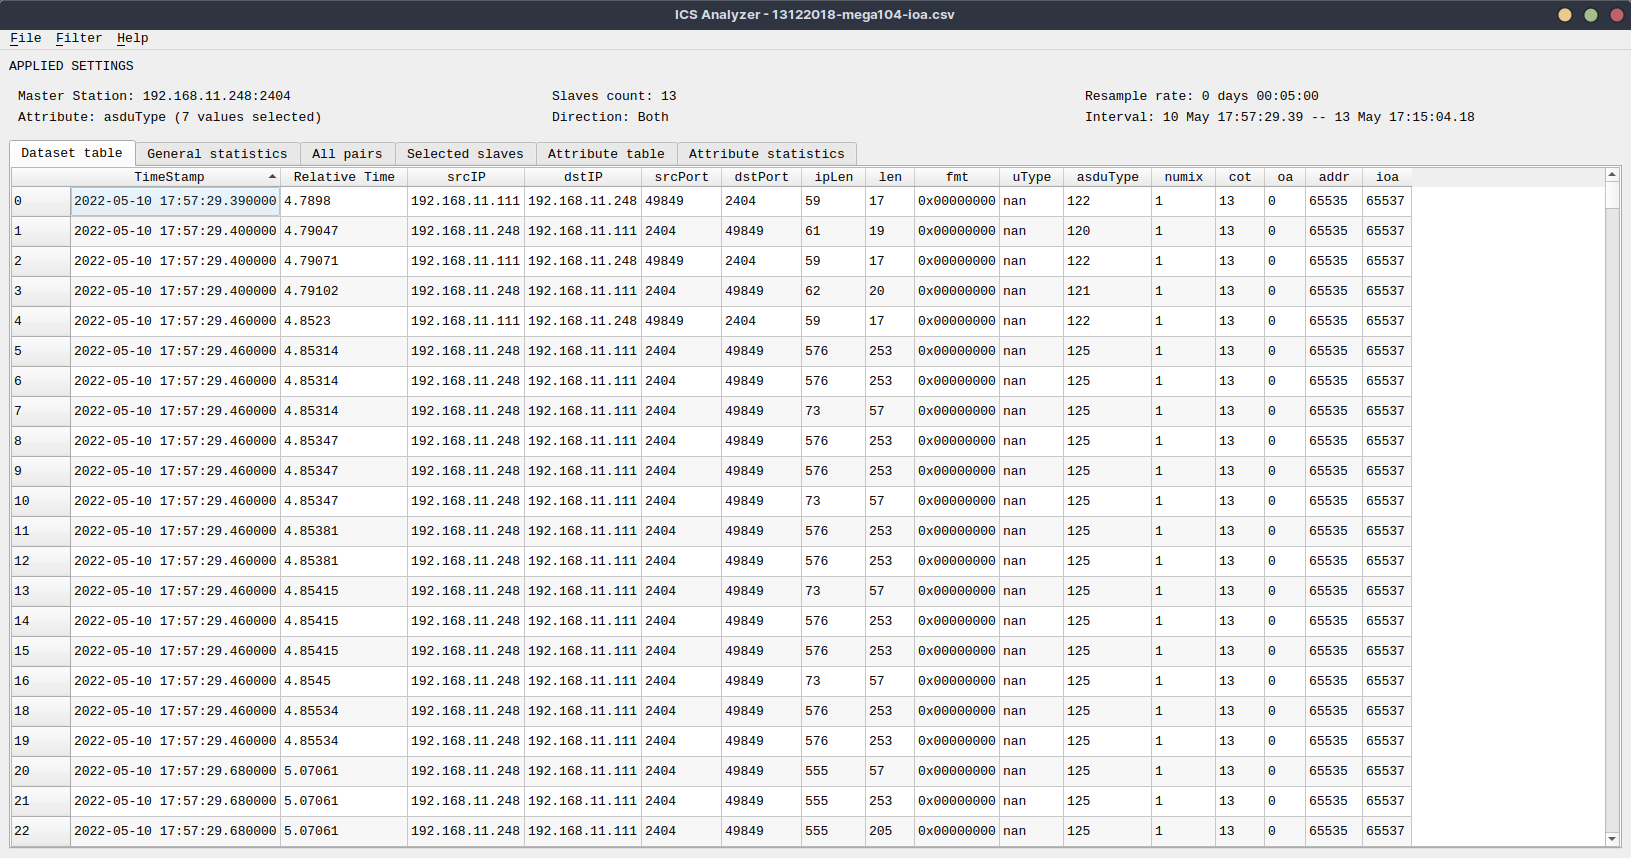 ICS Analyzer - 13122018-mega104-ioa.csv
File Filter Help
APPLIED SETTINGS
Master Station: 192.168.11.248:2404 Slaves count: 13 Resample rate: 0 days 00:05:00
Attribute: asduType (7 values selected) Direction: Both Interval: 10 May 17:57:29.39 -- 13 May 17:15:04.18
Dataset table General statistics All pairs Selected slaves Attribute table Attribute statistics
TimeStamp Relative Time srcIP dstIP srcPort dstPort ipLen len fmt uType asduType numix cot oa addr ioa
0 2022-05-10 17:57:29.390000 4.7898 192.168.11.111 192.168.11.248 49849 2404 59 17 0x00000000 nan 122 1 13 0 65535 65537
1 2022-05-10 17:57:29.400000 4.79047 192.168.11.248 192.168.11.111 2404 49849 61 19 0x00000000 nan 120 1 13 0 65535 65537
2 2022-05-10 17:57:29.400000 4.79071 192.168.11.111 192.168.11.248 49849 2404 59 17 0x00000000 nan 122 1 13 0 65535 65537
3 2022-05-10 17:57:29.400000 4.79102 192.168.11.248 192.168.11.111 2404 49849 62 20 0x00000000 nan 121 1 13 0 65535 65537
4 2022-05-10 17:57:29.460000 4.8523 192.168.11.111 192.168.11.248 49849 2404 59 17 0x00000000 nan 122 1 13 0 65535 65537
5 2022-05-10 17:57:29.460000 4.85314 192.168.11.248 192.168.11.111 2404 49849 576 253 0x00000000 nan 125 1 13 0 65535 65537
6 2022-05-10 17:57:29.460000 4.85314 192.168.11.248 192.168.11.111 2404 49849 576 253 0x00000000 nan 125 1 13 0 65535 65537
7 2022-05-10 17:57:29.460000 4.85314 192.168.11.248 192.168.11.111 2404 49849 73 57 0x00000000 nan 125 1 13 0 65535 65537
8 2022-05-10 17:57:29.460000 4.85347 192.168.11.248 192.168.11.111 2404 49849 576 253 0x00000000 nan 125 1 13 0 65535 65537
9 2022-05-10 17:57:29.460000 4.85347 192.168.11.248 192.168.11.111 2404 49849 576 253 0x00000000 nan 125 1 13 0 65535 65537
10 2022-05-10 17:57:29.460000 4.85347 192.168.11.248 192.168.11.111 2404 49849 73 57 0x00000000 nan 125 1 13 0 65535 65537
11 2022-05-10 17:57:29.460000 4.85381 192.168.11.248 192.168.11.111 2404 49849 576 253 0x00000000 nan 125 1 13 0 65535 65537
12 2022-05-10 17:57:29.460000 4.85381 192.168.11.248 192.168.11.111 2404 49849 576 253 0x00000000 nan 125 1 13 0 65535 65537
13 2022-05-10 17:57:29.460000 4.85415 192.168.11.248 192.168.11.111 2404 49849 73 57 0x00000000 nan 125 1 13 0 65535 65537
14 2022-05-10 17:57:29.460000 4.85415 192.168.11.248 192.168.11.111 2404 49849 576 253 0x00000000 nan 125 1 13 0 65535 65537
15 2022-05-10 17:57:29.460000 4.85415 192.168.11.248 192.168.11.111 2404 49849 576 253 0x00000000 nan 125 1 13 0 65535 65537
16 2022-05-10 17:57:29.460000 4.8545 192.168.11.248 192.168.11.111 2404 49849 73 57 0x00000000 nan 125 1 13 0 65535 65537
18 2022-05-10 17:57:29.460000 4.85534 192.168.11.248 192.168.11.111 2404 49849 576 253 0x00000000 nan 125 1 13 0 65535 65537
19 2022-05-10 17:57:29.460000 4.85534 192.168.11.248 192.168.11.111 2404 49849 576 253 0x00000000 nan 125 1 13 0 65535 65537
20 2022-05-10 17:57:29.680000 5.07061 192.168.11.248 192.168.11.111 2404 49849 555 57 0x00000000 nan 125 1 13 0 65535 65537
21 2022-05-10 17:57:29.680000 5.07061 192.168.11.248 192.168.11.111 2404 49849 555 253 0x00000000 nan 125 1 13 0 65535 65537
22 2022-05-10 17:57:29.680000 5.07061 192.168.11.248 192.168.11.111 2404 49849 555 205 0x00000000 nan 125 1 13 0 65535 65537